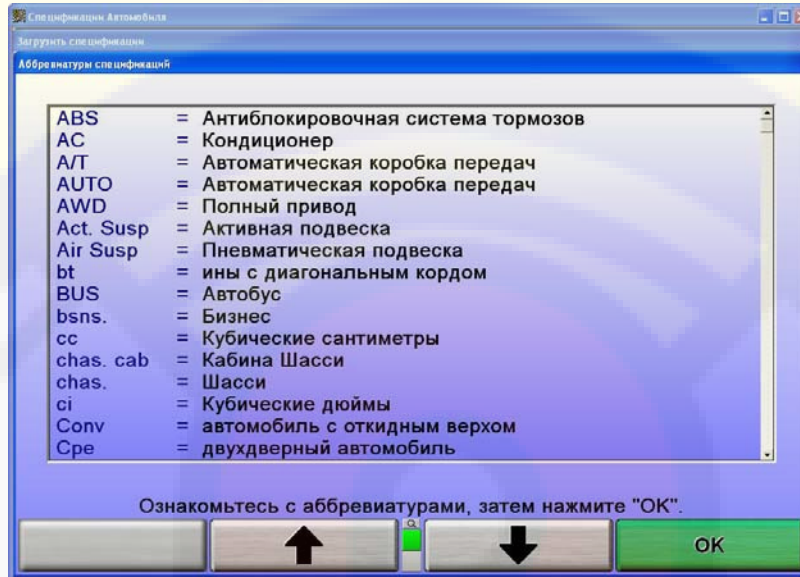 Спецификации Автомобиля
Загрузить спецификации
Аббревиатуры спецификаций
ABS = Антиблокировочная система тормозов
AC = Кондиционер
A/T = Автоматическая коробка передач
AUTO = Автоматическая коробка передач
AWD = Полный привод
Act. Susp = Активная подвеска
Air Susp = Пневматическая подвеска
bt = ины с диагональным кордом
BUS = Автобус
bsns. = Бизнес
cc = Кубические сантиметры
chas. cab = Кабина Шасси
chas. = Шасси
ci = Кубические дюймы
Conv = автомобиль с откидным верхом
Cpe = двухдверный автомобиль
Ознакомьтесь с аббревиатурами, затем нажмите "OK".
OK